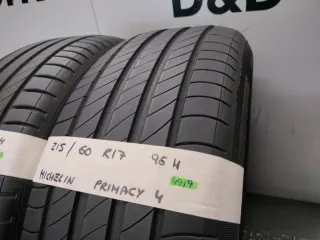 D&D
215/60 R17 96 H
MICHELIN PRIMACY 4